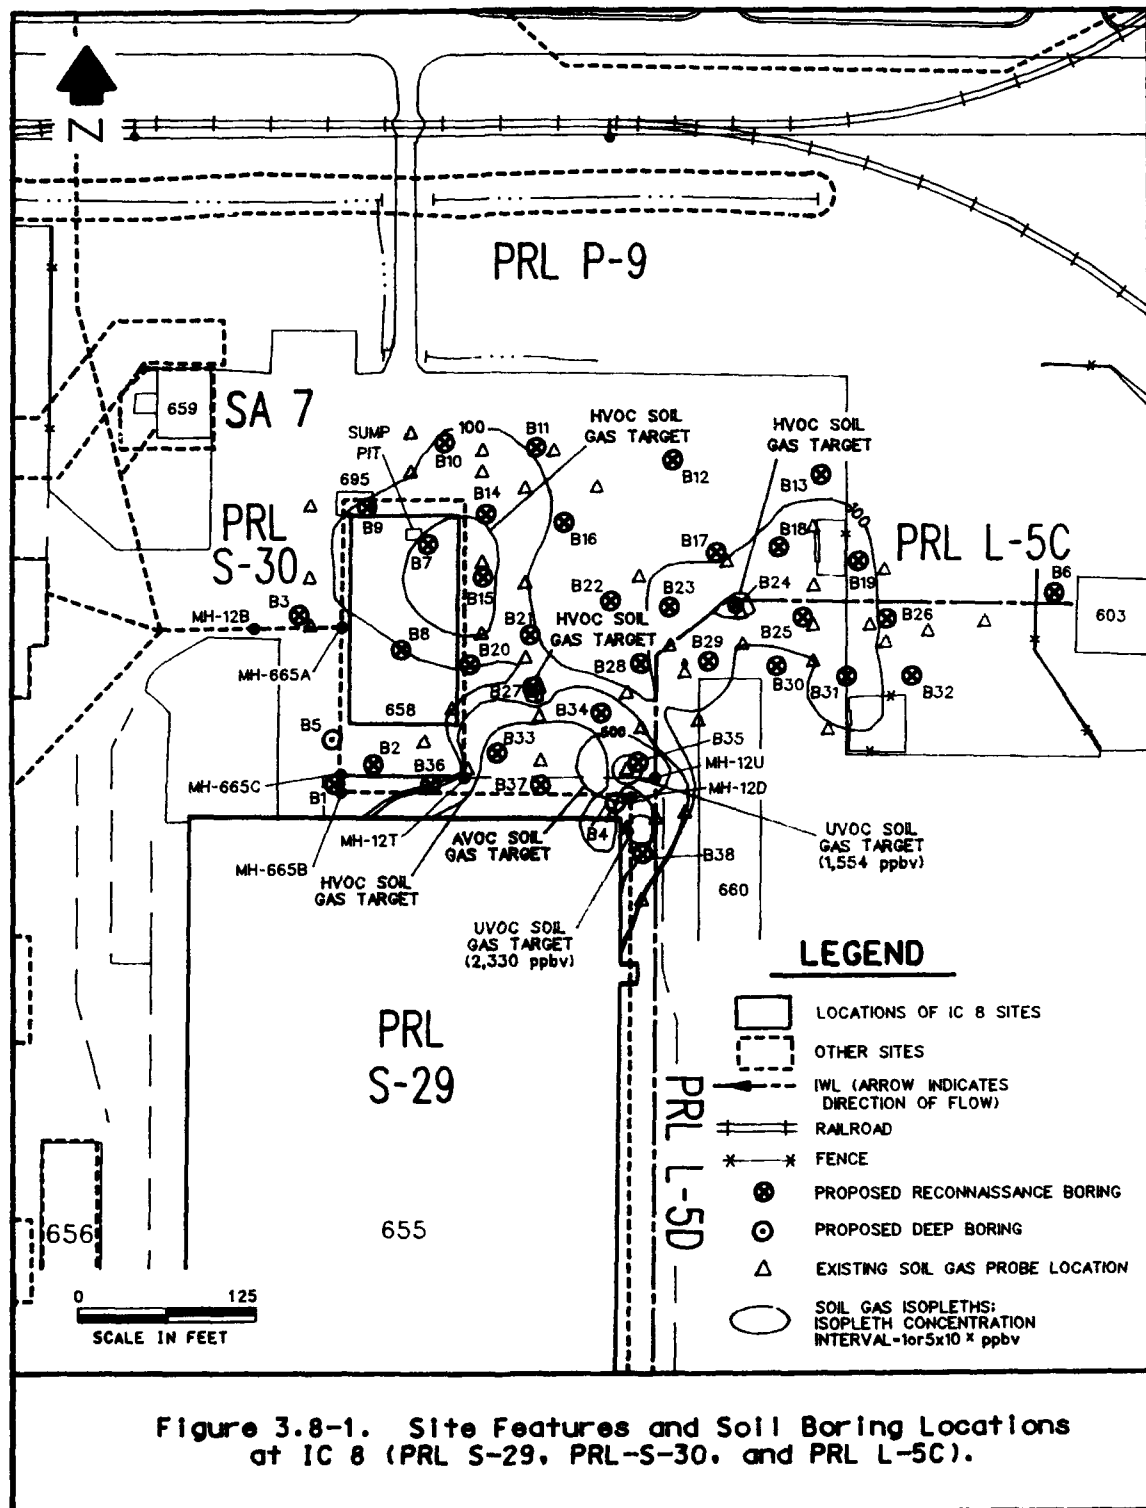 N
PRL P-9
659
SA 7
HVOC SOIL
GAS TARGET
HVOC SOIL
GAS TARGET
SUMP
PIT
100
B10
B11
B12
B13
695
PRL
S-30
B9
B14
B7
B16
B17
B18
100
PRL L-5C
B19
B6
603
B15
B22
B23
B24
B3
MH-12B
B21
HVOC SOIL
GAS TARGET
B25
B26
B8
B20
MH-665A
B28
B29
B30
B31
B32
B27
658
B34
500
B5
B2
B33
B35
MH-12U
MH-665C
B36
B37
MH-12D
B1
B4
MH-12T
AVOC SOIL
GAS TARGET
UVOC SOIL
GAS TARGET
(1,554 ppbv)
MH-665B
B38
HVOC SOIL
GAS TARGET
660
UVOC SOIL
GAS TARGET
(2,330 ppbv)
LEGEND
LOCATIONS OF IC 8 SITES
OTHER SITES
IWL (ARROW INDICATES
DIRECTION OF FLOW)
RAILROAD
FENCE
PROPOSED RECONNAISSANCE BORING
PROPOSED DEEP BORING
EXISTING SOIL GAS PROBE LOCATION
SOIL GAS ISOPLETHS:
ISOPLETH CONCENTRATION
INTERVAL=1or5x10 x ppbv
PRL
S-29
PRL L-5D
656
655
0 125
SCALE IN FEET
Figure 3.8-1. Site Features and Soil Boring Locations
at IC 8 (PRL S-29, PRL-S-30, and PRL L-5C).